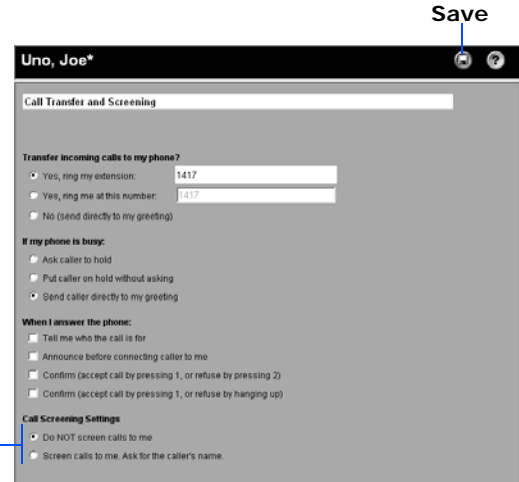 Save
Uno, Joe*
?
Call Transfer and Screening
Transfer incoming calls to my phone?
Yes, ring my extension: 1417
Yes, ring me at this number: 1417
No (send directly to my greeting)
If my phone is busy:
Ask caller to hold
Put caller on hold without asking
Send caller directly to my greeting
When I answer the phone:
Tell me who the call is for
Announce before connecting caller to me
Confirm (accept call by pressing 1, or refuse by pressing 2)
Confirm (accept call by pressing 1, or refuse by hanging up)
Call Screening Settings
Do NOT screen calls to me
Screen calls to me. Ask for the caller's name.